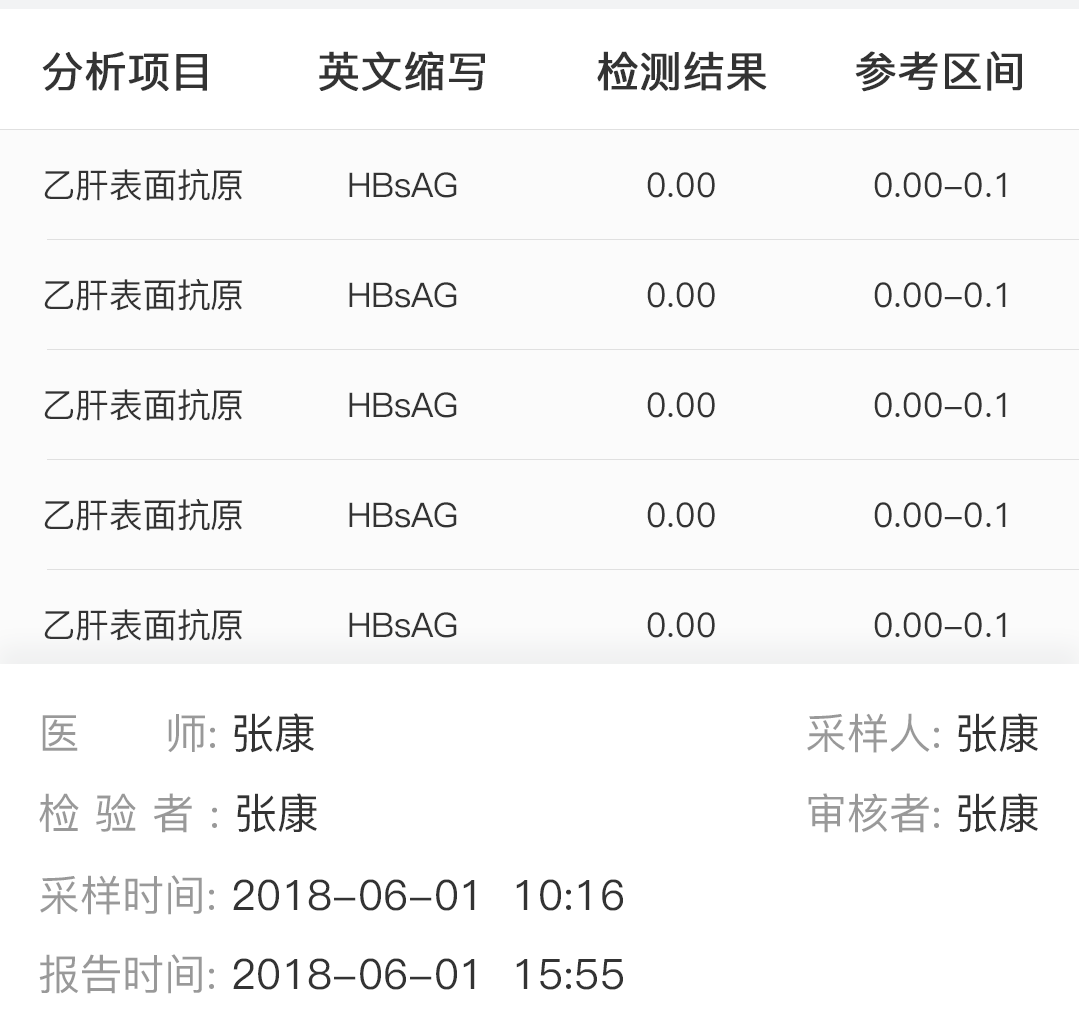 分析项目 英文缩写 检测结果 参考区间
乙肝表面抗原 HBsAG 0.00 0.00–0.1
乙肝表面抗原 HBsAG 0.00 0.00–0.1
乙肝表面抗原 HBsAG 0.00 0.00–0.1
乙肝表面抗原 HBsAG 0.00 0.00–0.1
乙肝表面抗原 HBsAG 0.00 0.00–0.1
医 师: 张康 采样人: 张康
检 验 者 : 张康 审核者: 张康
采样时间: 2018–06–01 10:16
报告时间: 2018–06–01 15:55